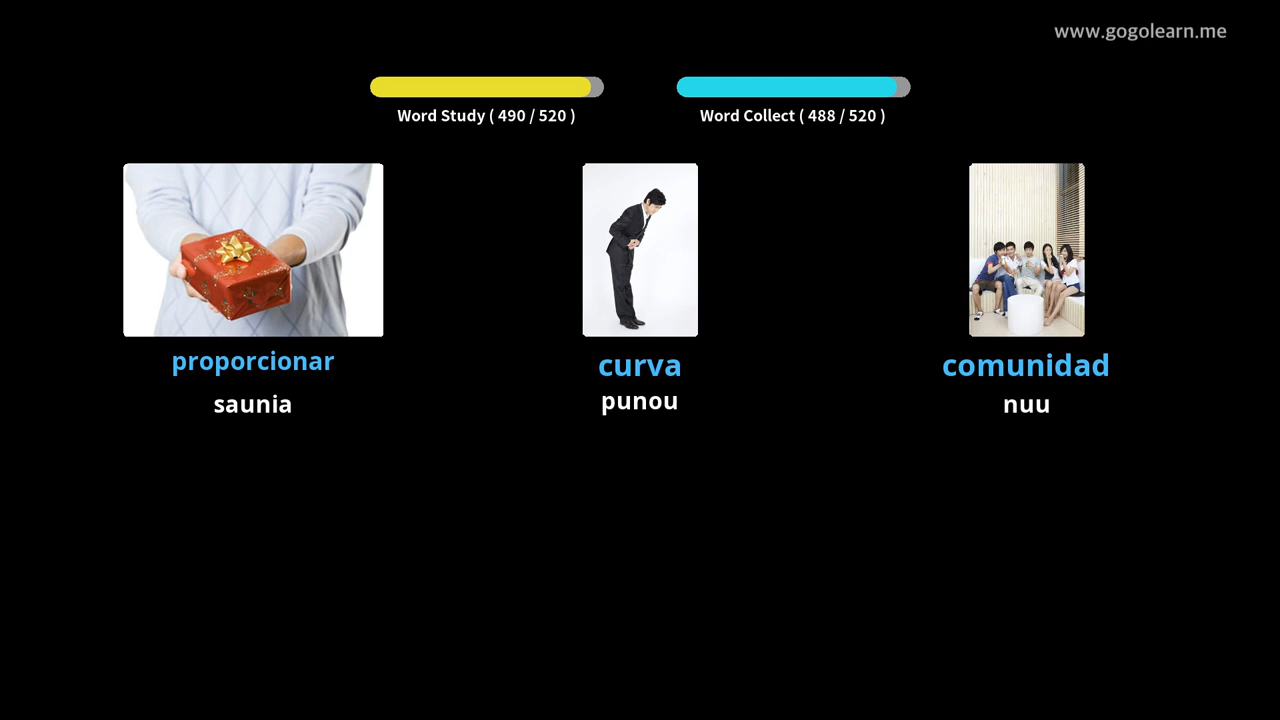 www.gogolearn.me
Word Study ( 490 / 520 )
Word Collect ( 488 / 520 )
proporcionar
saunia
curva
punou
comunidad
nuu